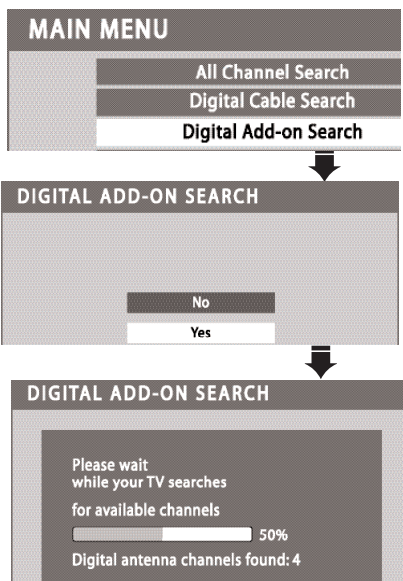 MAIN MENU
All Channel Search
Digital Cable Search
Digital Add-on Search
DIGITAL ADD-ON SEARCH
No
Yes
DIGITAL ADD-ON SEARCH
Please wait
while your TV searches
for available channels
50%
Digital antenna channels found: 4